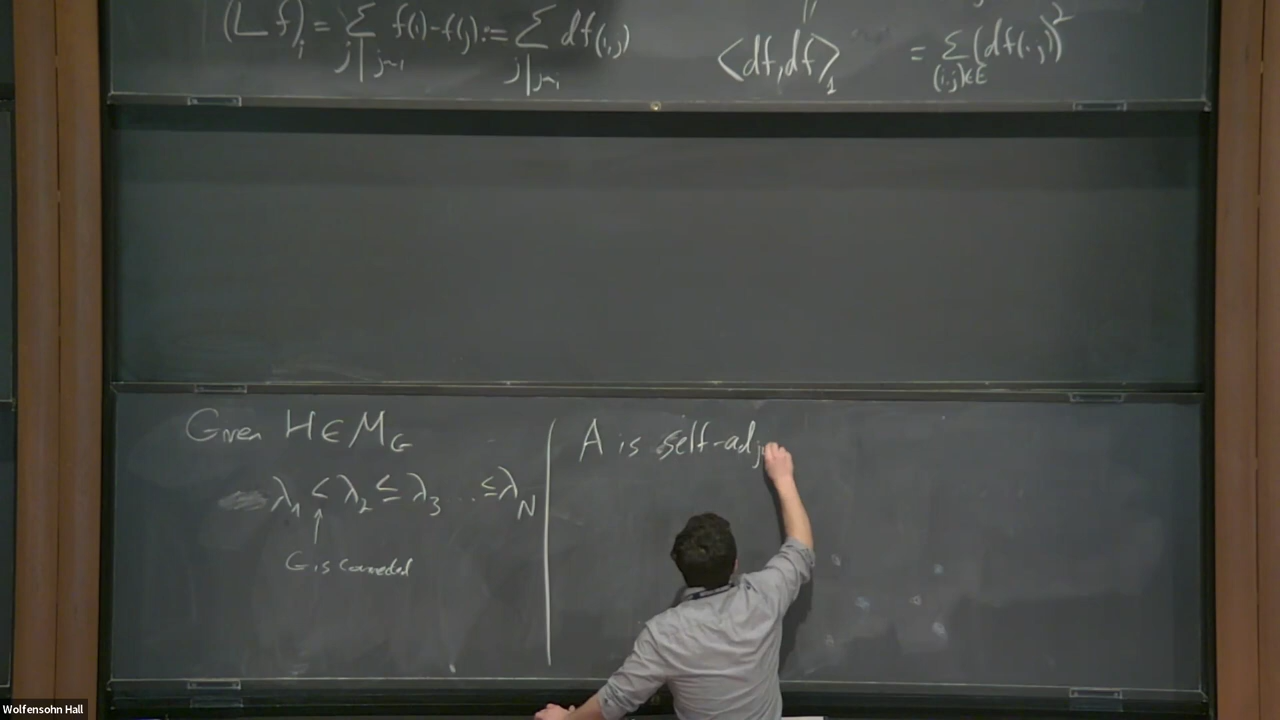 (Lf)_i = Σ_{j|j~i} f(i)-f(j) := Σ_{j|j~i} df(i,j)
||
<df,df>_1 = Σ_{(i,j)∈E} (df(i,j))^2
Given H∈M_G
λ_1 < λ_2 ≤ λ_3 ... ≤ λ_N
↑
G is connected
A is self-adj
Wolfensohn Hall